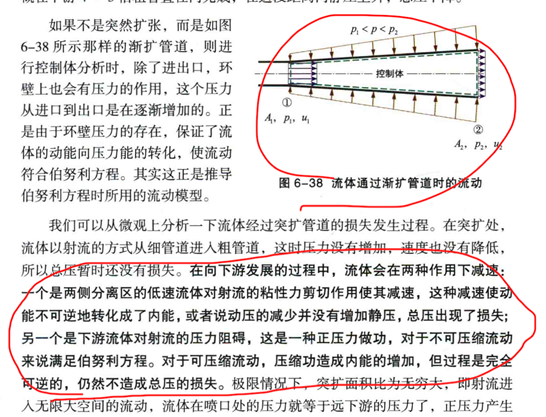 如果不是突然扩张，而是如图
6-38 所示那样的渐扩管道，则进
行控制体分析时，除了进出口，环
壁上也会有压力的作用，这个压力
从进口到出口是在逐渐增加的。正
是由于环壁压力的存在，保证了流
体的动能向压力能的转化，使流动
符合伯努利方程。其实这正是推导
伯努利方程时所用的流动模型。
p₁ < p < p₂
控制体
①
②
A₁, p₁, u₁
A₂, p₂, u₂
图 6-38 流体通过渐扩管道时的流动
我们可以从微观上分析一下流体经过突扩管道的损失发生过程。在突扩处，
流体以射流的方式从细管道进入粗管道，这时压力没有增加，速度也没有降低，
所以总压暂时还没有损失。在向下游发展的过程中，流体会在两种作用下减速：
一个是两侧分离区的低速流体对射流的粘性力剪切作用使其减速，这种减速使动
能不可逆地转化成了内能，或者说动压的减少并没有增加静压，总压出现了损失；
另一个是下游流体对射流的压力阻碍，这是一种正压力做功，对于不可压缩流动
来说满足伯努利方程。对于可压缩流动，压缩功造成内能的增加，但过程是完全
可逆的，仍然不造成总压的损失。极限情况下，突扩面积比为无穷大，即射流进
入无限大空间的流动，流体在喷口处的压力就等于远下游的压力了，正压力产生